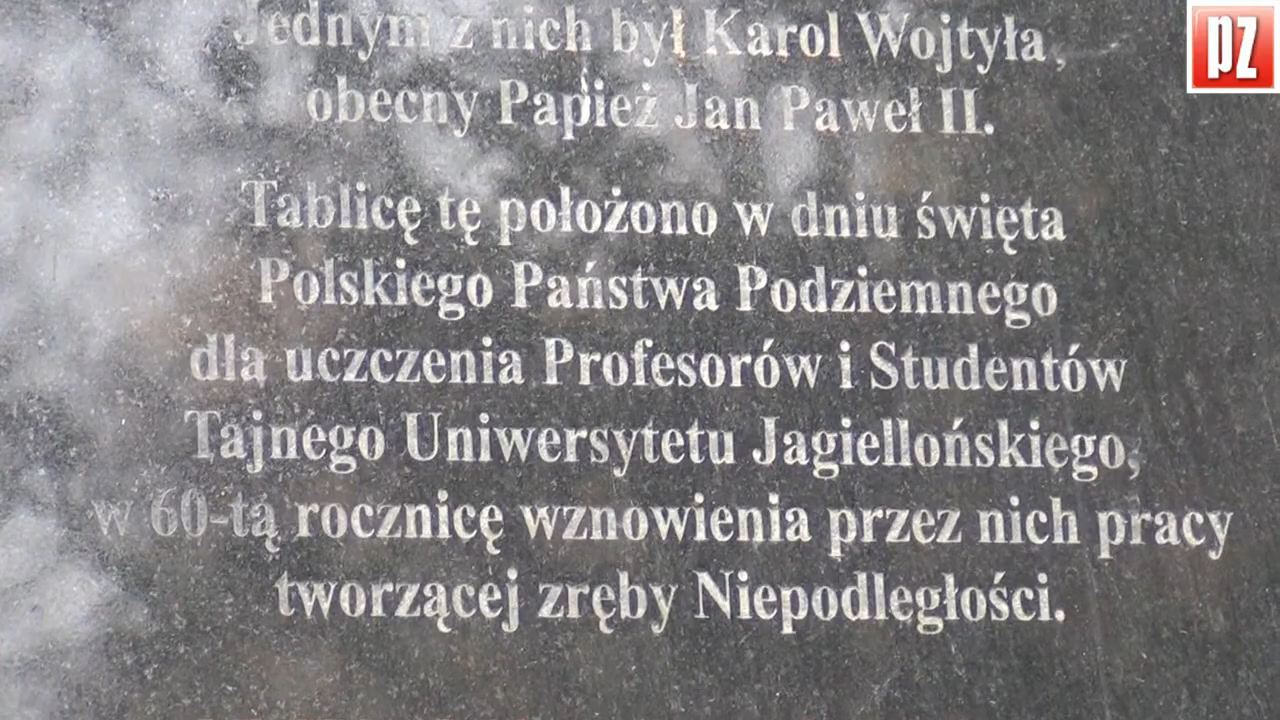 Jednym z nich był Karol Wojtyła,
obecny Papież Jan Paweł II.
Tablicę tę położono w dniu święta
Polskiego Państwa Podziemnego
dla uczczenia Profesorów i Studentów
Tajnego Uniwersytetu Jagiellońskiego,
w 60-tą rocznicę wznowienia przez nich pracy
tworzącej zręby Niepodległości.
pz